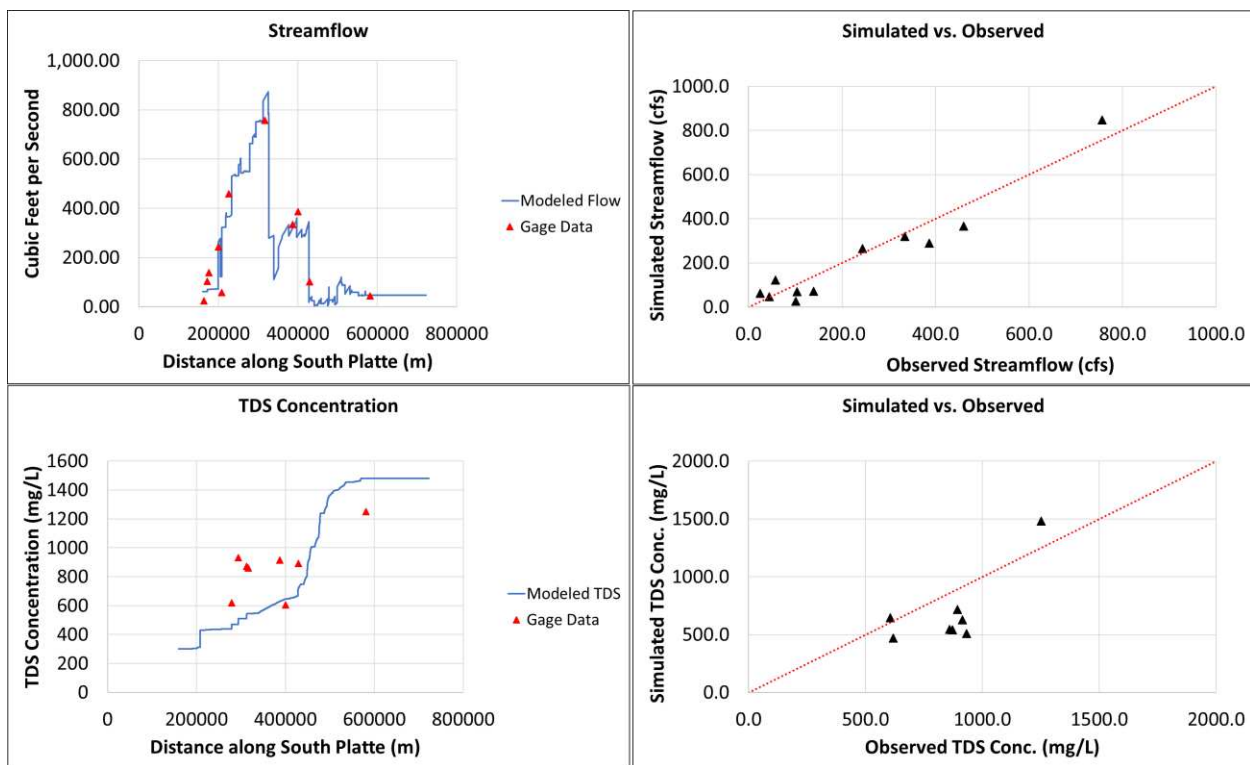 Streamflow
1,000.00
800.00
600.00
400.00
200.00
0.00
Cubic Feet per Second
0
200000
400000
600000
800000
Distance along South Platte (m)
Modeled Flow
Gage Data
Simulated vs. Observed
1000.0
800.0
600.0
400.0
200.0
0.0
Simulated Streamflow (cfs)
0.0
200.0
400.0
600.0
800.0
1000.0
Observed Streamflow (cfs)
TDS Concentration
1600
1400
1200
1000
800
600
400
200
0
TDS Concentration (mg/L)
0
200000
400000
600000
800000
Distance along South Platte (m)
Modeled TDS
Gage Data
Simulated vs. Observed
2000.0
1500.0
1000.0
500.0
0.0
Simulated TDS Conc. (mg/L)
0.0
500.0
1000.0
1500.0
2000.0
Observed TDS Conc. (mg/L)